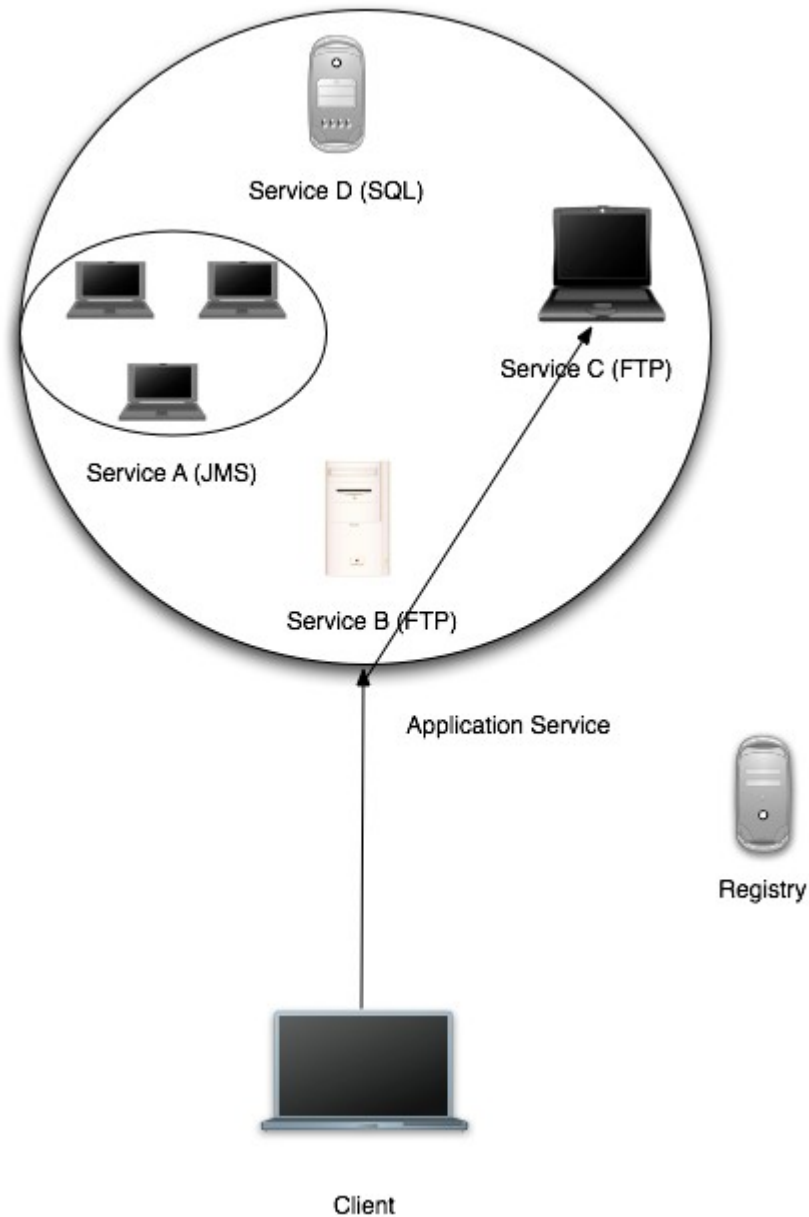 Service D (SQL)
Service C (FTP)
Service A (JMS)
Service B (FTP)
Application Service
Registry
Client